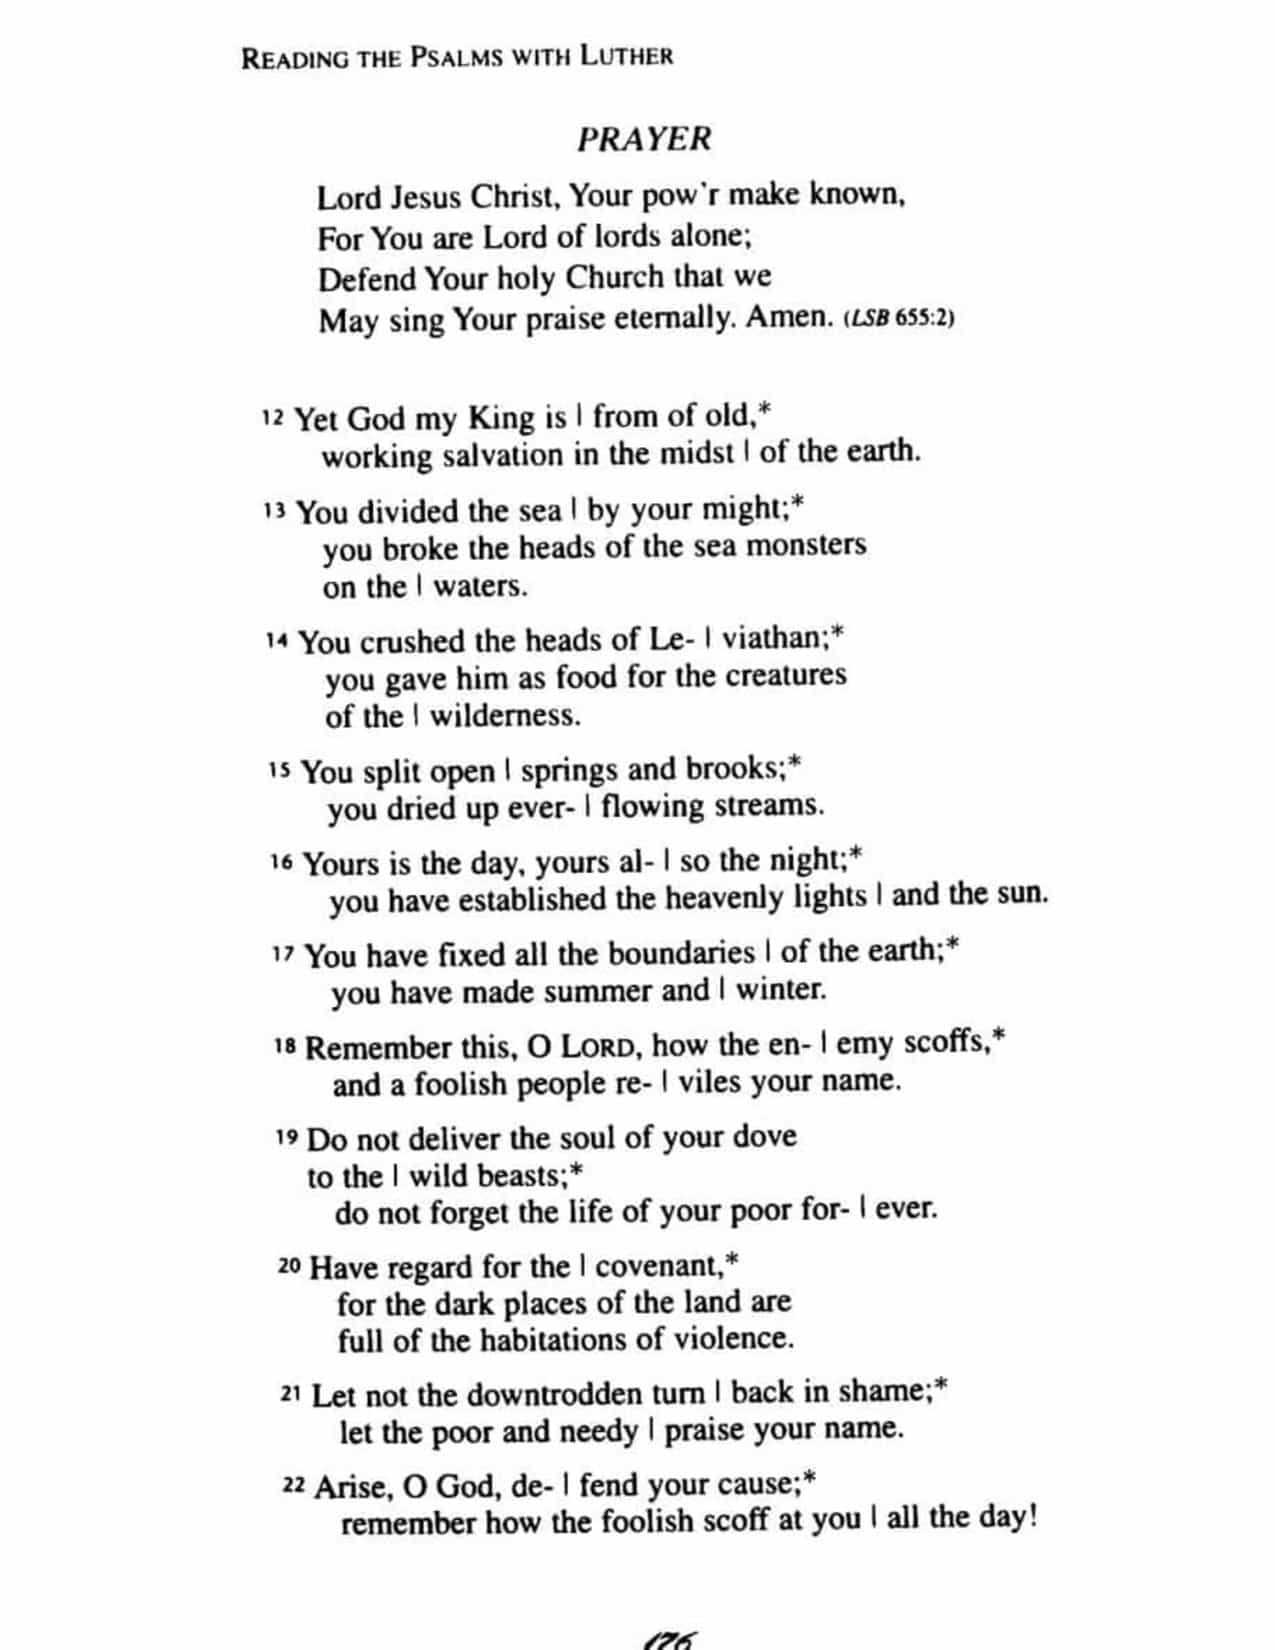 READING THE PSALMS WITH LUTHER
PRAYER
Lord Jesus Christ, Your pow'r make known,
For You are Lord of lords alone;
Defend Your holy Church that we
May sing Your praise eternally. Amen. (LSB 655:2)
12 Yet God my King is | from of old,*
working salvation in the midst | of the earth.
13 You divided the sea | by your might;*
you broke the heads of the sea monsters
on the | waters.
14 You crushed the heads of Le- | viathan;*
you gave him as food for the creatures
of the | wilderness.
15 You split open | springs and brooks;*
you dried up ever- | flowing streams.
16 Yours is the day, yours al- | so the night;*
you have established the heavenly lights | and the sun.
17 You have fixed all the boundaries | of the earth;*
you have made summer and | winter.
18 Remember this, O LORD, how the en- | emy scoffs,*
and a foolish people re- | viles your name.
19 Do not deliver the soul of your dove
to the | wild beasts;*
do not forget the life of your poor for- | ever.
20 Have regard for the | covenant,*
for the dark places of the land are
full of the habitations of violence.
21 Let not the downtrodden turn | back in shame;*
let the poor and needy | praise your name.
22 Arise, O God, de- | fend your cause;*
remember how the foolish scoff at you | all the day!
176